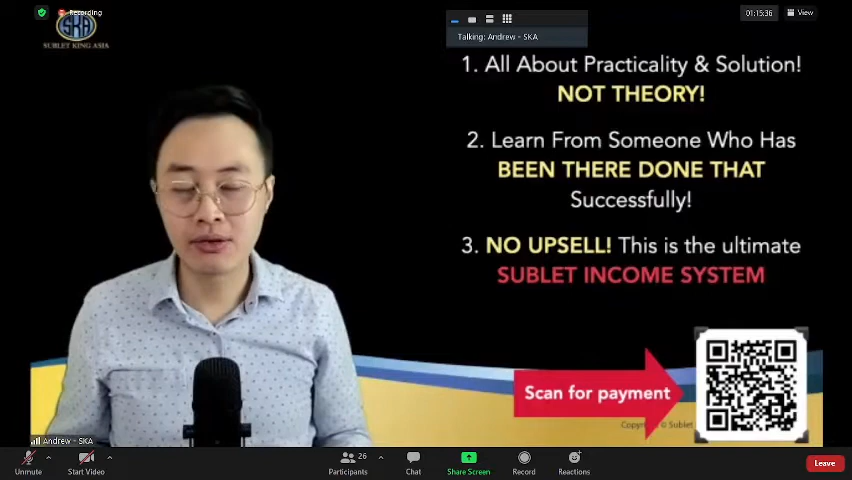 Recording
SKA
SUBLET KING ASIA
Talking: Andrew - SKA
01:15:36
View
1. All About Practicality & Solution!
NOT THEORY!
2. Learn From Someone Who Has
BEEN THERE DONE THAT
Successfully!
3. NO UPSELL! This is the ultimate
SUBLET INCOME SYSTEM
Scan for payment
Sublet
Andrew - SKA
Unmute
Start Video
26
Participants
Chat
Share Screen
Record
Reactions
Leave